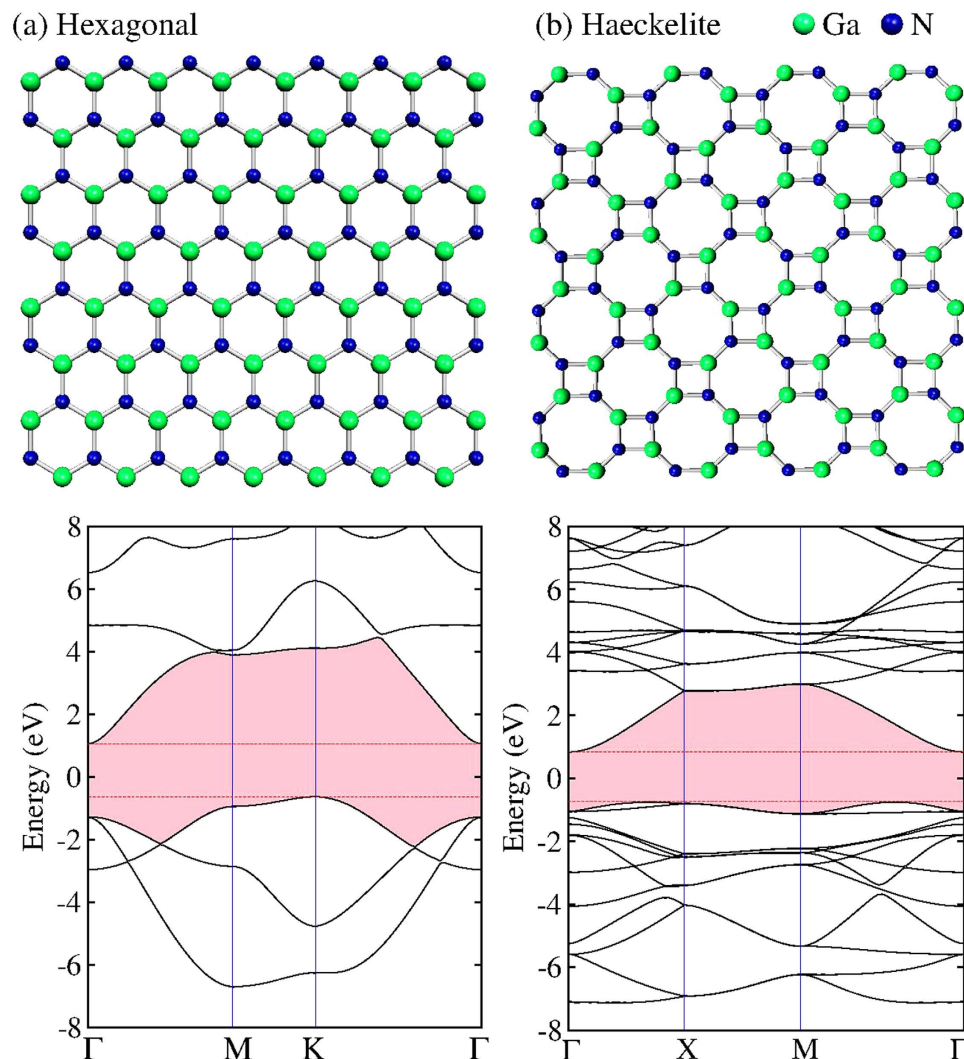 (a) Hexagonal
(b) Haeckelite
Ga
N
Energy (eV)
8
6
4
2
0
-2
-4
-6
-8
Γ
M
K
Γ
Energy (eV)
8
6
4
2
0
-2
-4
-6
-8
Γ
X
M
Γ